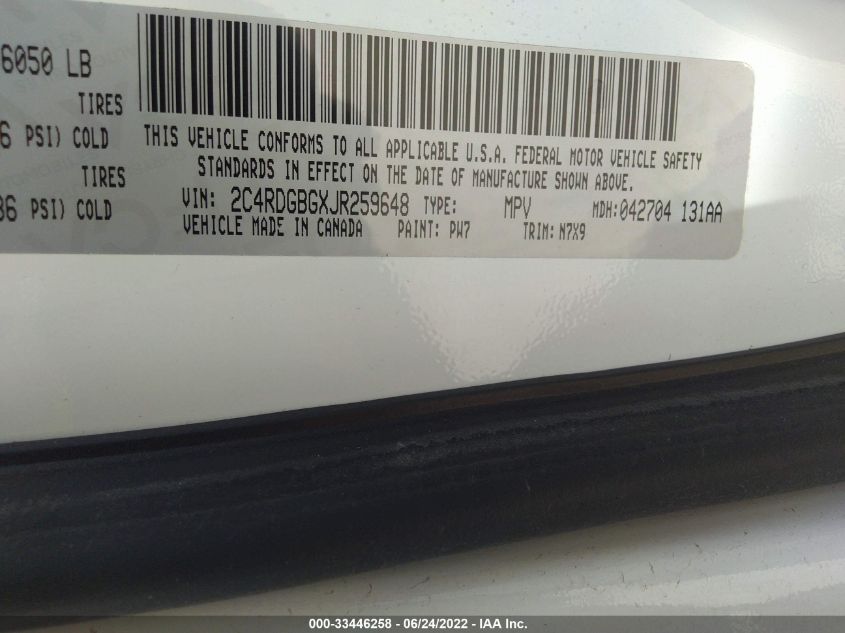 6050 LB
TIRES
6 PSI) COLD
TIRES
36 PSI) COLD
THIS VEHICLE CONFORMS TO ALL APPLICABLE U.S.A. FEDERAL MOTOR VEHICLE SAFETY
STANDARDS IN EFFECT ON THE DATE OF MANUFACTURE SHOWN ABOVE.
VIN: 2C4RDGBGXJR259648 TYPE: MPV MDH:042704 131AA
VEHICLE MADE IN CANADA PAINT: PW7 TRIM: N7X9
000-33446258 - 06/24/2022 - IAA Inc.